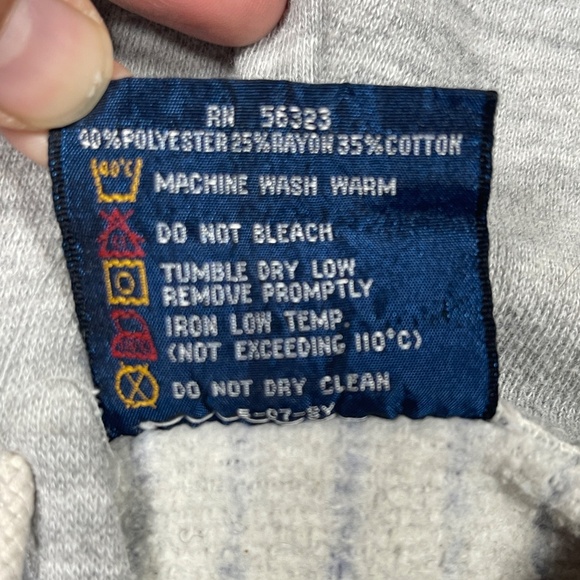 RN 56323
40%POLYESTER 25%RAYON 35%COTTON
40°C MACHINE WASH WARM
DO NOT BLEACH
TUMBLE DRY LOW
REMOVE PROMPTLY
IRON LOW TEMP.
(NOT EXCEEDING 110°C)
DO NOT DRY CLEAN